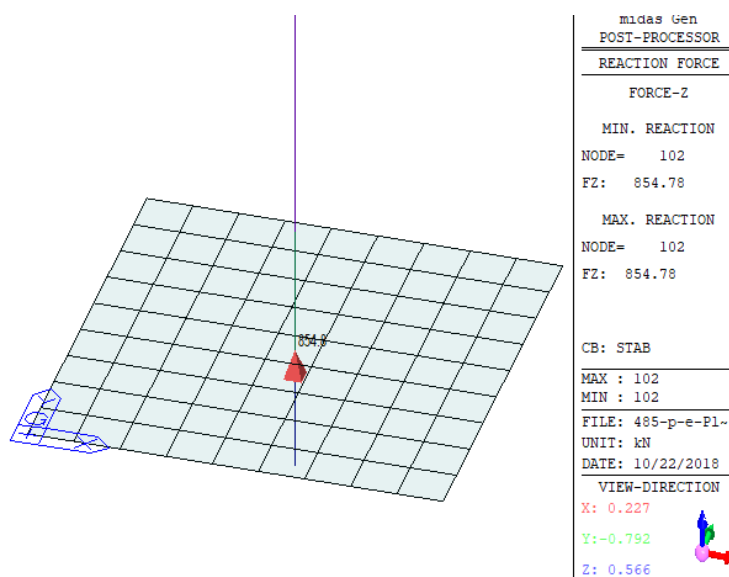 midas Gen
POST-PROCESSOR
REACTION FORCE
FORCE-Z
MIN. REACTION
NODE= 102
FZ: 854.78
MAX. REACTION
NODE= 102
FZ: 854.78
CB: STAB
MAX : 102
MIN : 102
FILE: 485-p-e-Pl~
UNIT: kN
DATE: 10/22/2018
VIEW-DIRECTION
X: 0.227
Y:-0.792
Z: 0.566
854.8